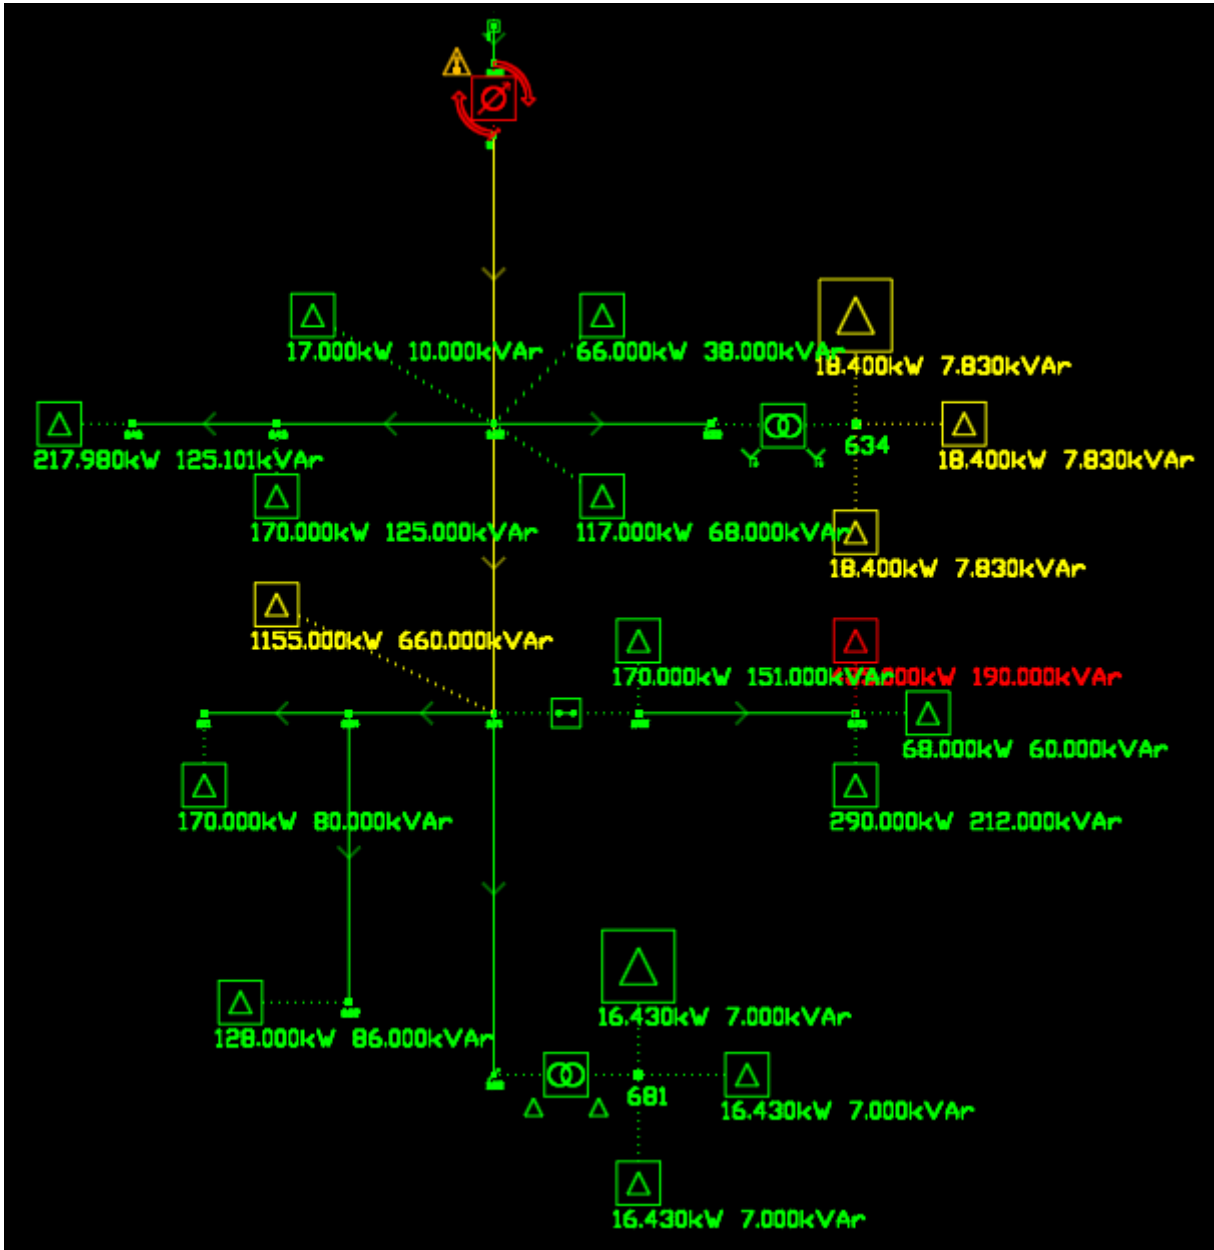 17.000kW 10.000kVAr
66.000kW 38.000kVAr
18.400kW 7.830kVAr
634
217.980kW 125.101kVAr
18.400kW 7.830kVAr
170.000kW 125.000kVAr
117.000kW 68.000kVAr
18.400kW 7.830kVAr
1155.000kW 660.000kVAr
170.000kW 151.000kVAr
190.000kVAr
68.000kW 60.000kVAr
170.000kW 80.000kVAr
290.000kW 212.000kVAr
16.430kW 7.000kVAr
128.000kW 86.000kVAr
681
16.430kW 7.000kVAr
16.430kW 7.000kVAr